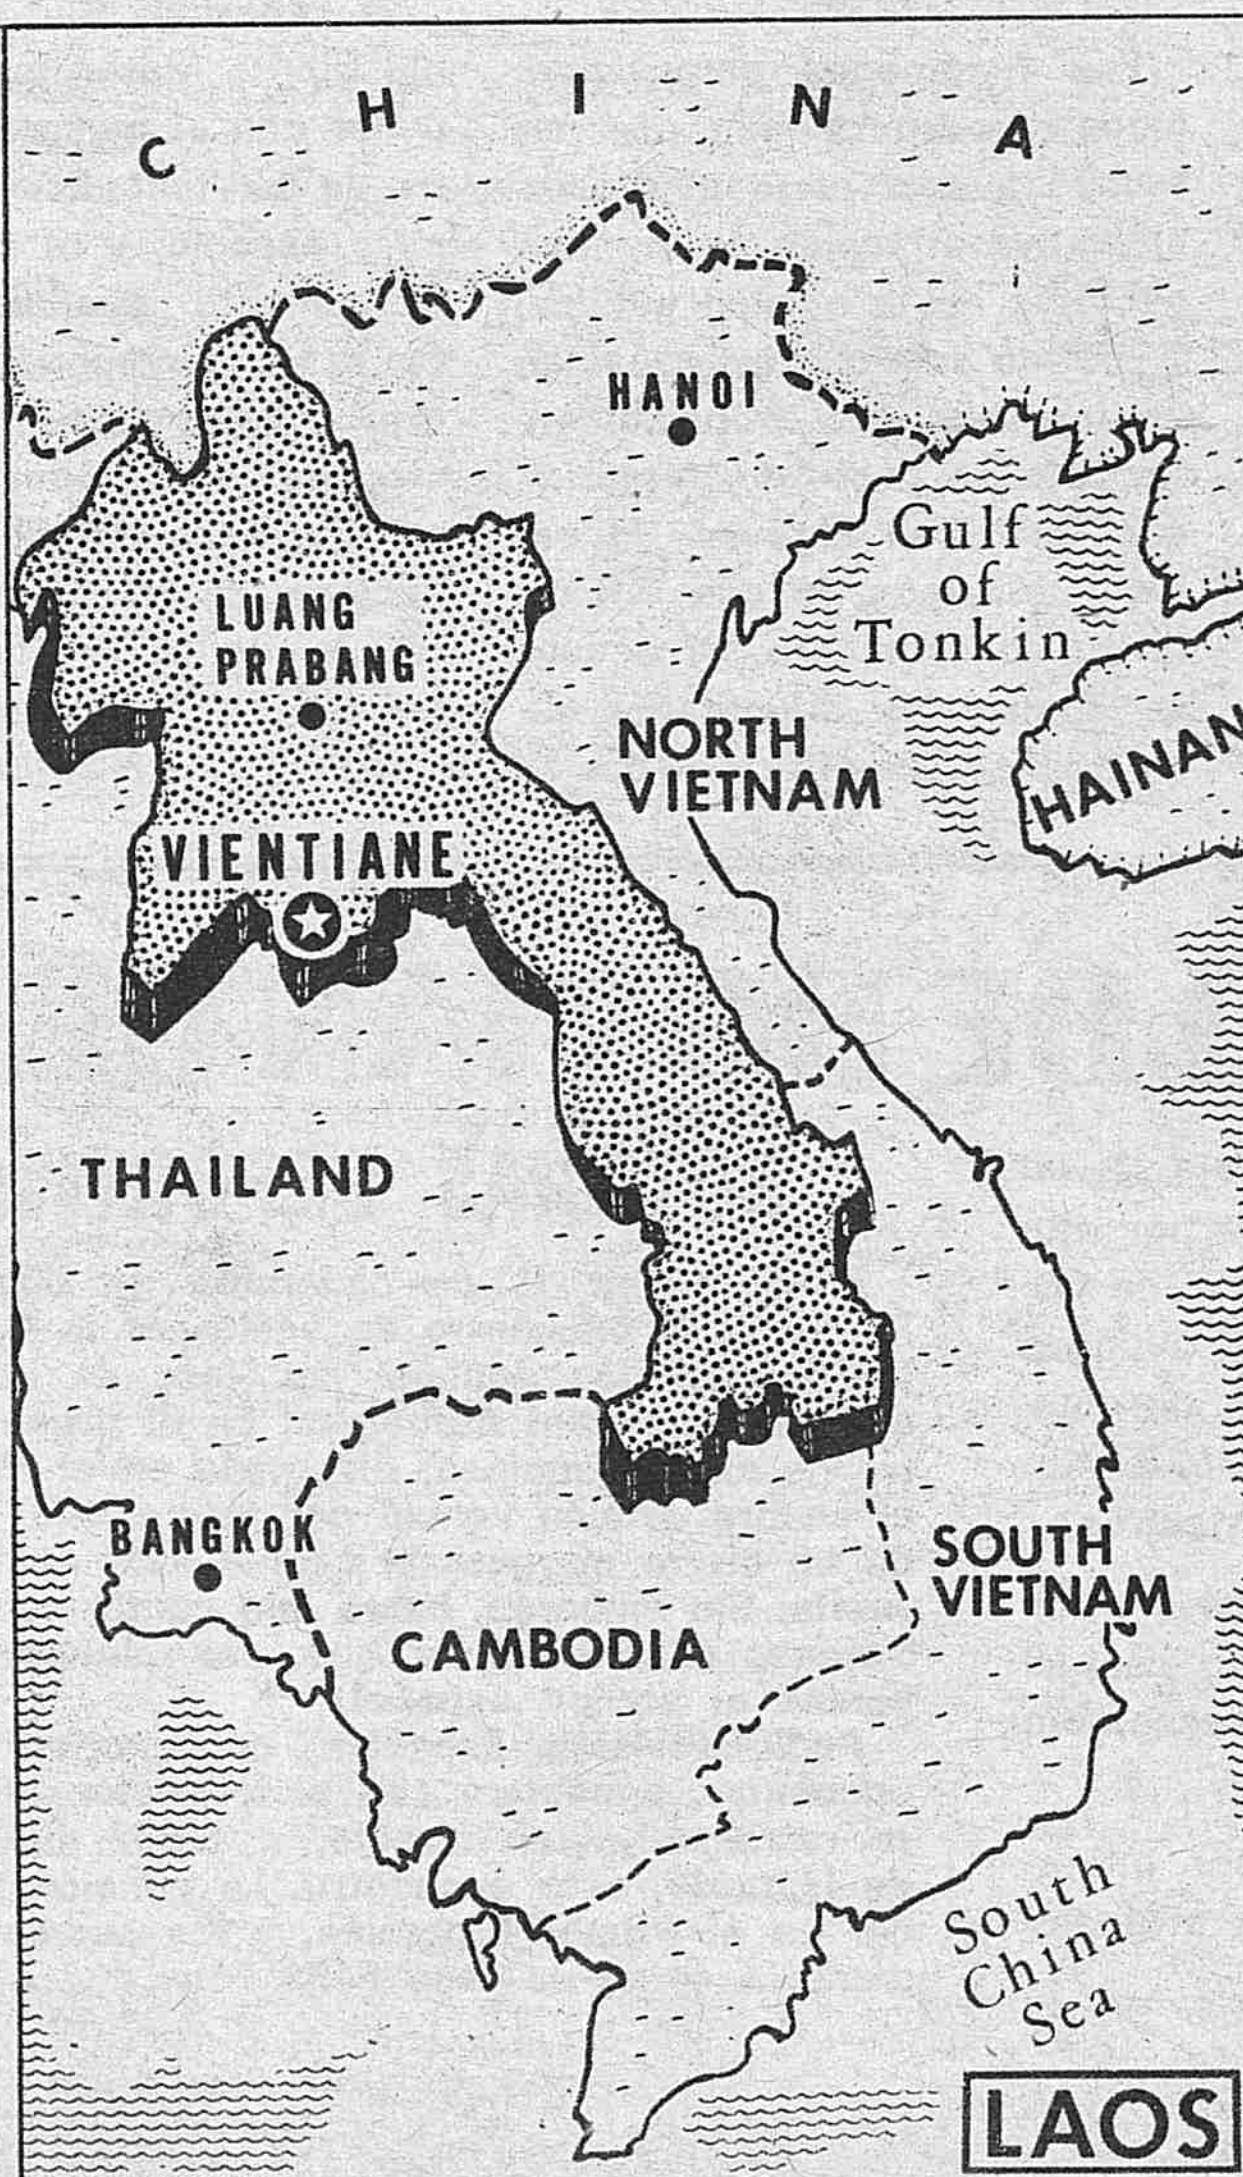 CHINA
HANOI
Gulf
of
Tonkin
LUANG
PRABANG
NORTH
VIETNAM
HAINAN
VIENTIANE
THAILAND
BANGKOK
SOUTH
VIETNAM
CAMBODIA
South
China
Sea
LAOS